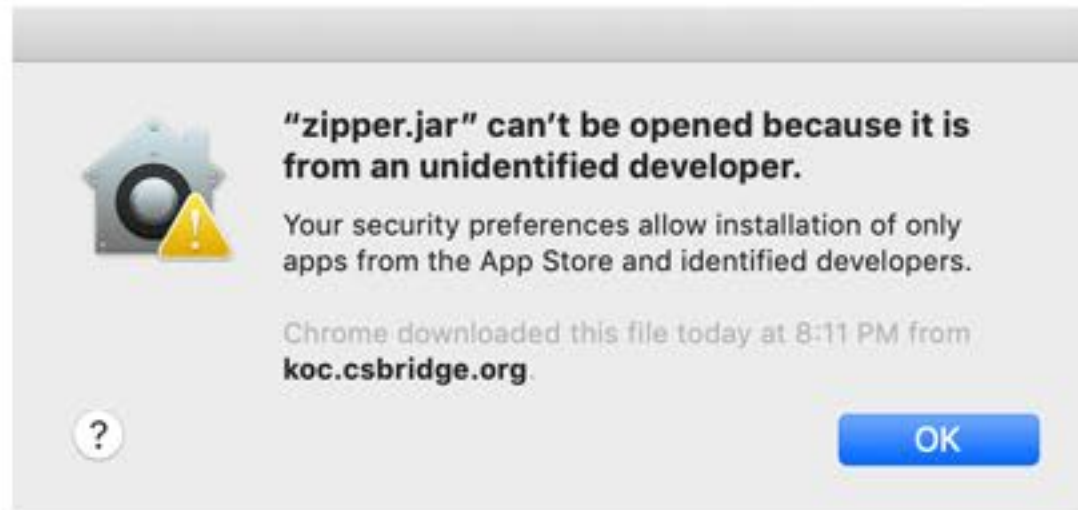 “zipper.jar” can’t be opened because it is
from an unidentified developer.
Your security preferences allow installation of only
apps from the App Store and identified developers.
Chrome downloaded this file today at 8:11 PM from
koc.csbridge.org.
?
OK